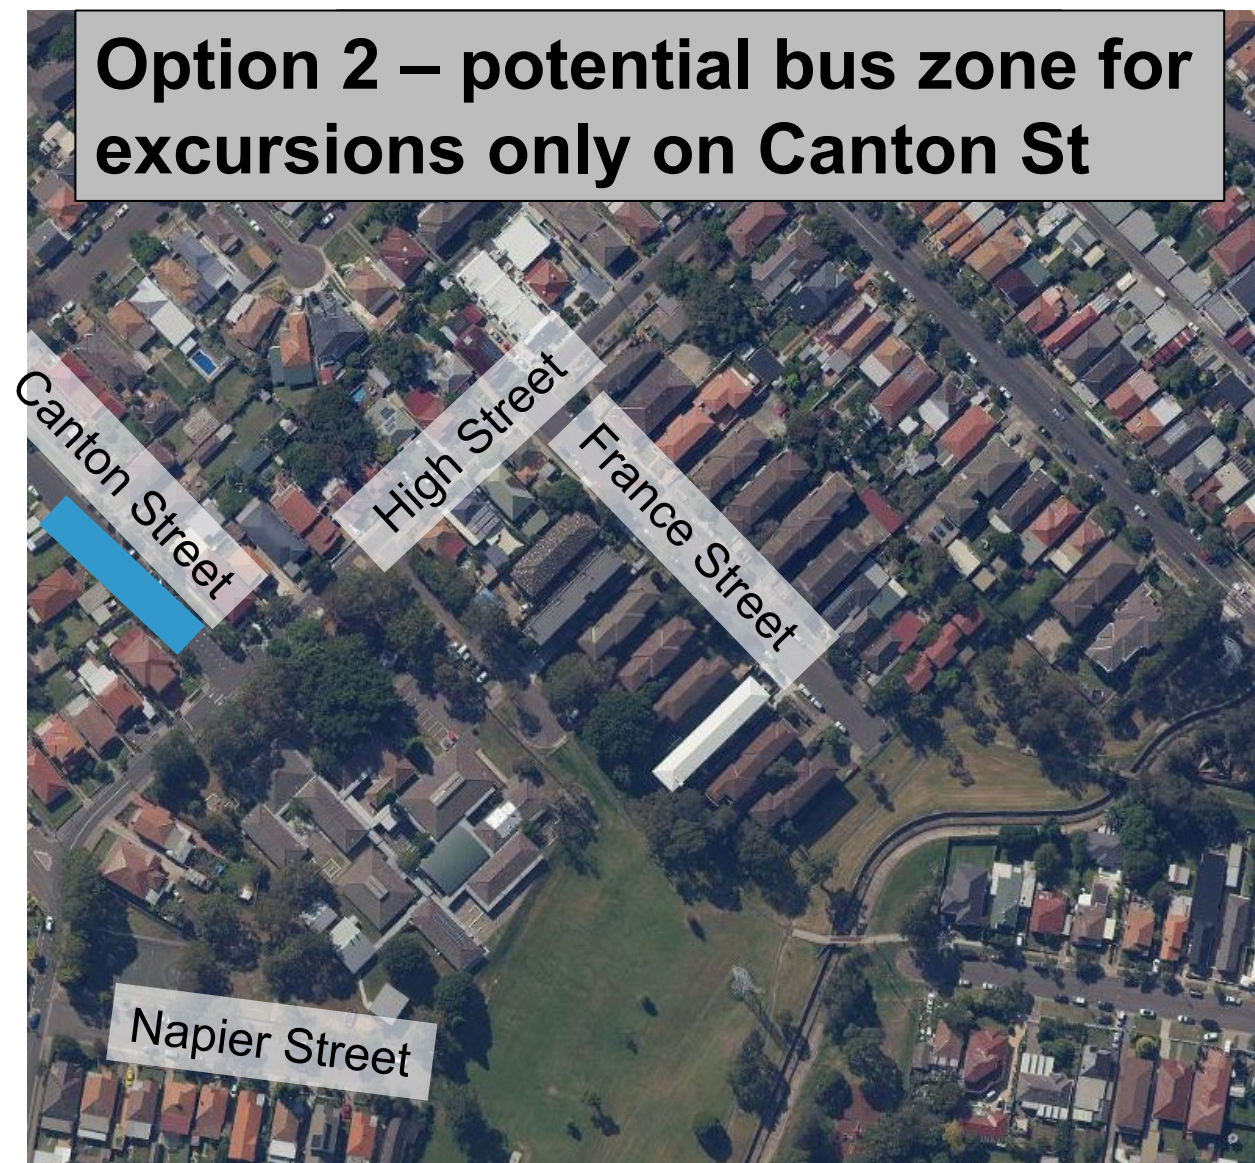 Option 2 – potential bus zone for
excursions only on Canton St
Canton Street
High Street
France Street
Napier Street